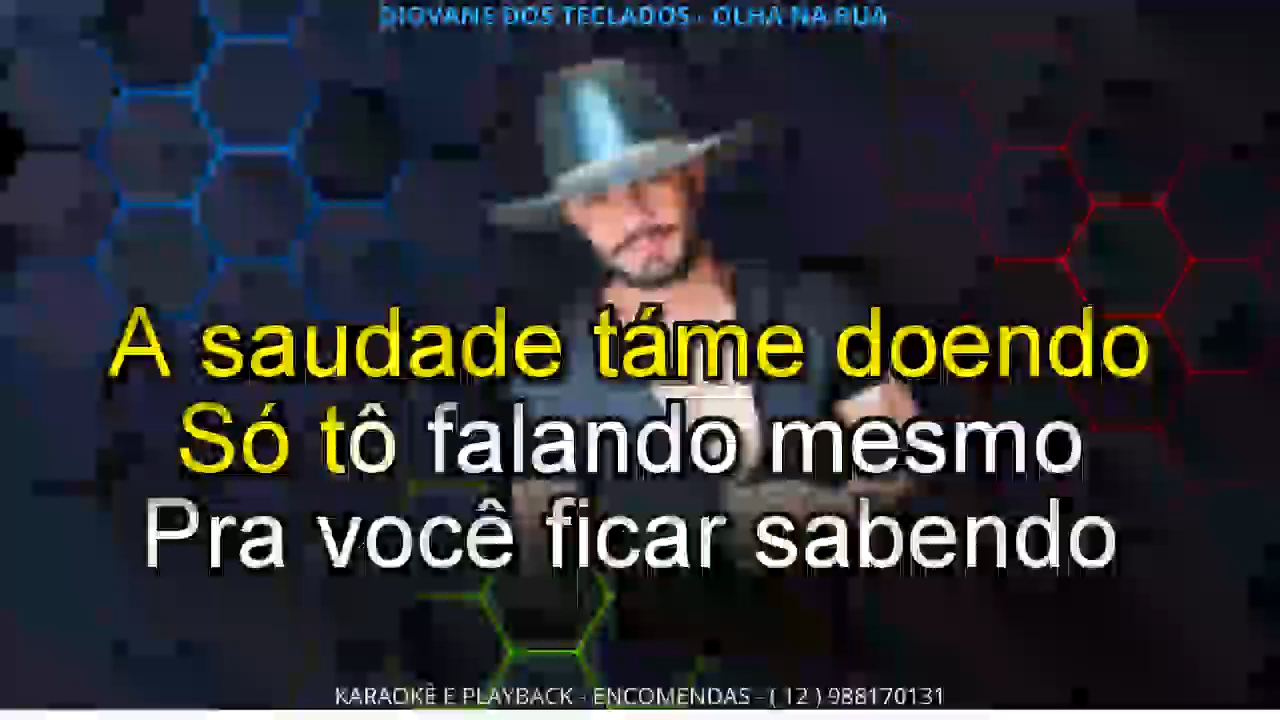 DIOVANE DOS TECLADOS - OLHA NA RUA
A saudade táme doendo
Só tô falando mesmo
Pra você ficar sabendo
KARAOKÊ E PLAYBACK - ENCOMENDAS - ( 12 ) 988170131